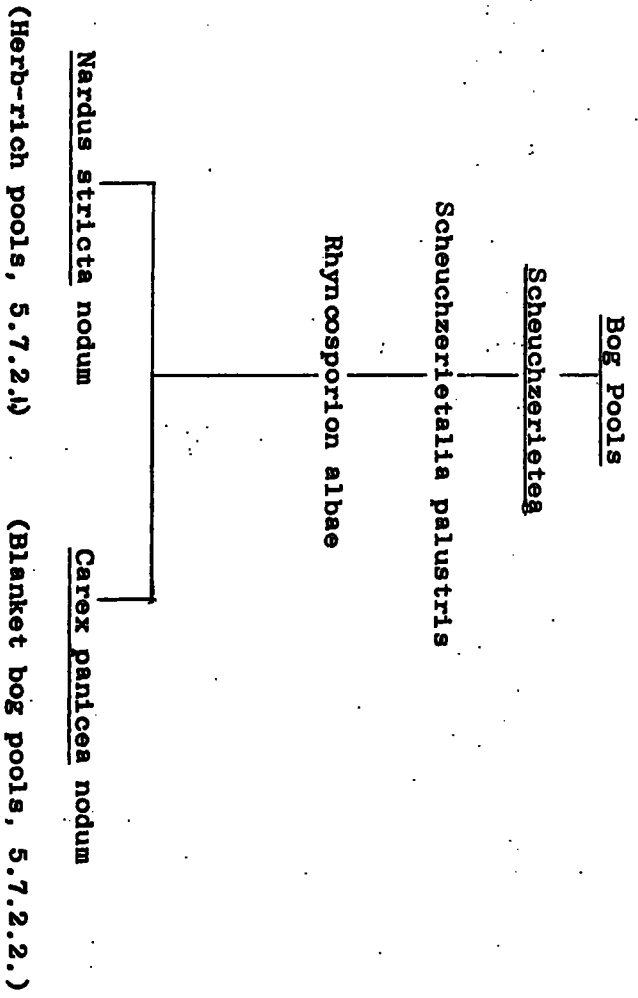 Bog Pools
Scheuchzerietea
Scheuchzerietalia palustris
Rhyncosporion albae
Nardus stricta nodum
Carex panicea nodum
(Herb-rich pools, 5.7.2.1)
(Blanket bog pools, 5.7.2.2.)